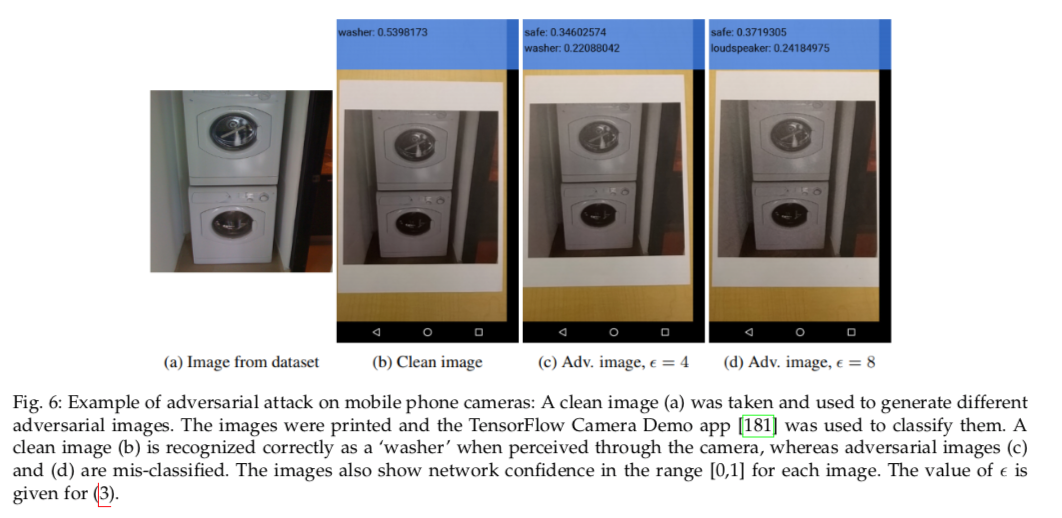 washer: 0.5398173
safe: 0.34602574
washer: 0.22088042
safe: 0.3719305
loudspeaker: 0.24184975
(a) Image from dataset
(b) Clean image
(c) Adv. image, ϵ = 4
(d) Adv. image, ϵ = 8
Fig. 6: Example of adversarial attack on mobile phone cameras: A clean image (a) was taken and used to generate different
adversarial images. The images were printed and the TensorFlow Camera Demo app [181] was used to classify them. A
clean image (b) is recognized correctly as a ‘washer’ when perceived through the camera, whereas adversarial images (c)
and (d) are mis-classified. The images also show network confidence in the range [0,1] for each image. The value of ϵ is
given for (3).